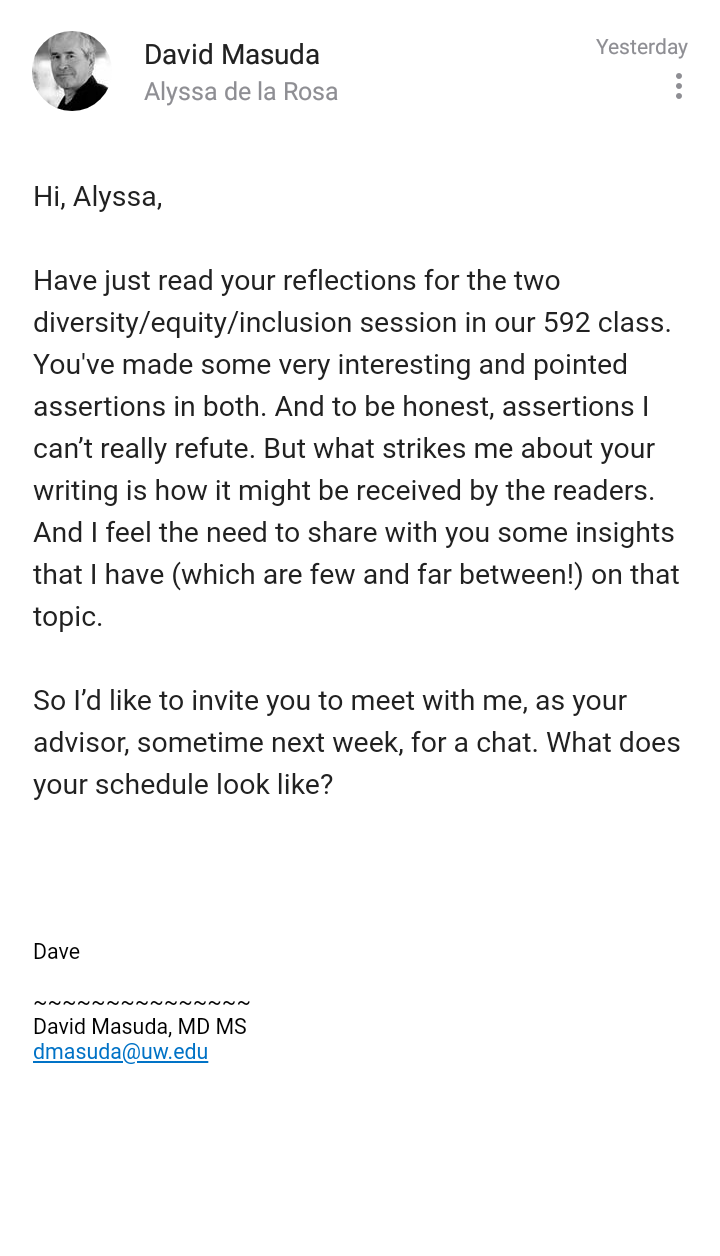 David Masuda
Yesterday
Alyssa de la Rosa
Hi, Alyssa,
Have just read your reflections for the two
diversity/equity/inclusion session in our 592 class.
You've made some very interesting and pointed
assertions in both. And to be honest, assertions I
can’t really refute. But what strikes me about your
writing is how it might be received by the readers.
And I feel the need to share with you some insights
that I have (which are few and far between!) on that
topic.
So I’d like to invite you to meet with me, as your
advisor, sometime next week, for a chat. What does
your schedule look like?
Dave
~~~~~~~~~~~~~~~
David Masuda, MD MS
dmasuda@uw.edu